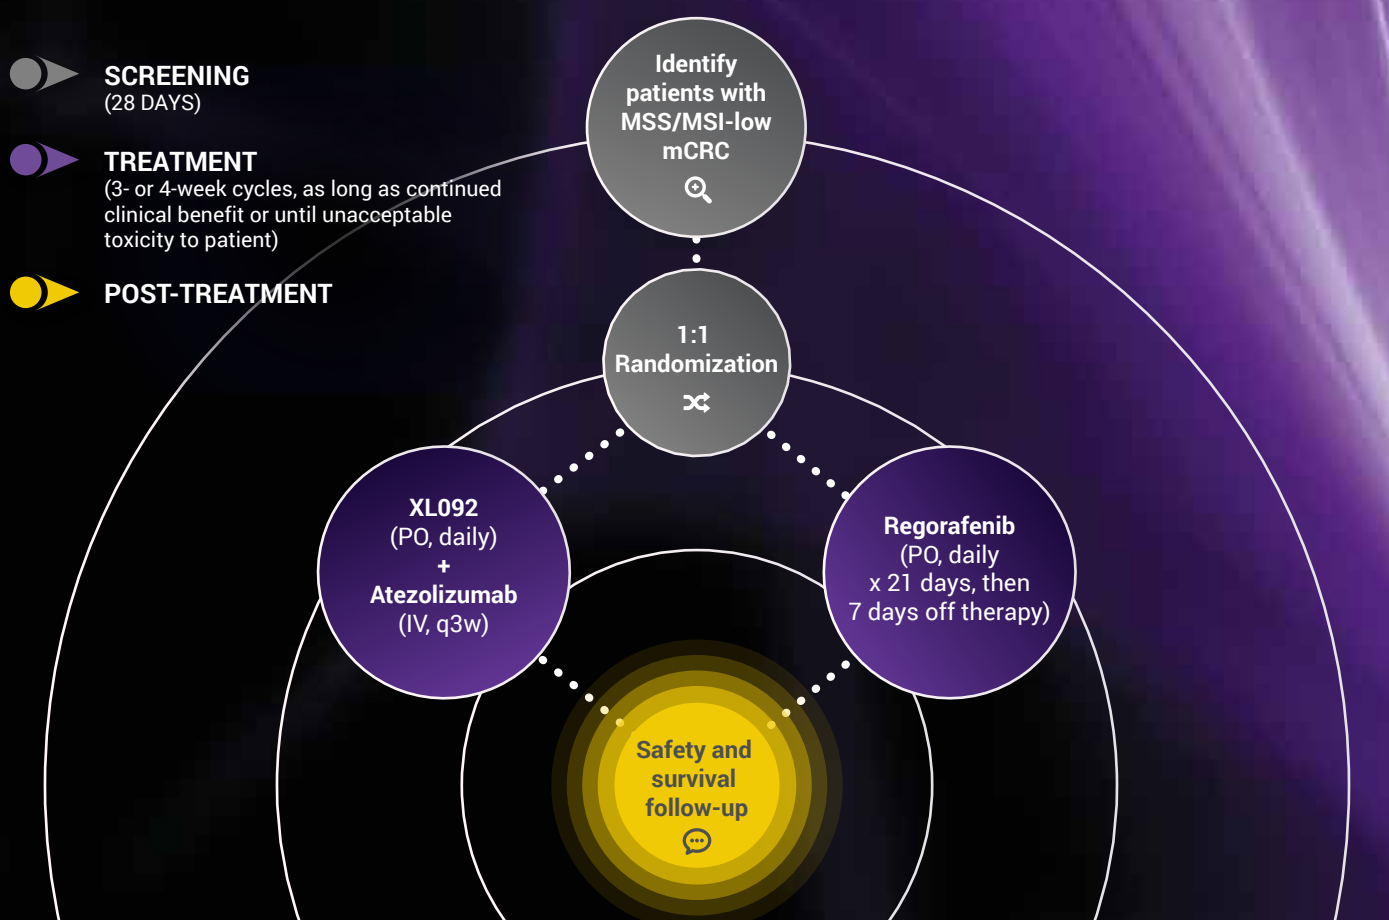 SCREENING
(28 DAYS)
TREATMENT
(3- or 4-week cycles, as long as continued
clinical benefit or until unacceptable
toxicity to patient)
POST-TREATMENT
Identify
patients with
MSS/MSI-low
mCRC
1:1
Randomization
XL092
(PO, daily)
+
Atezolizumab
(IV, q3w)
Regorafenib
(PO, daily
x 21 days, then
7 days off therapy)
Safety and
survival
follow-up